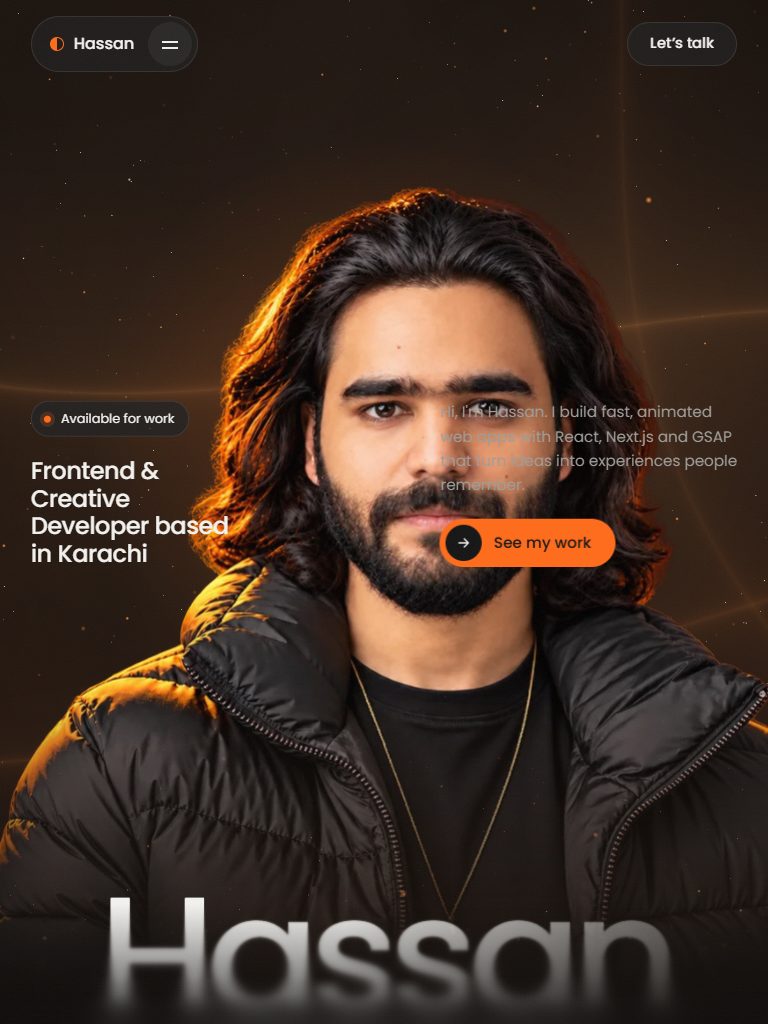 Hassan
Let's talk
Available for work
Frontend &
Creative
Developer based
in Karachi
Hi, I'm Hassan. I build fast, animated
web apps with React, Next.js and GSAP
that turn ideas into experiences people
remember.
See my work
Hassan